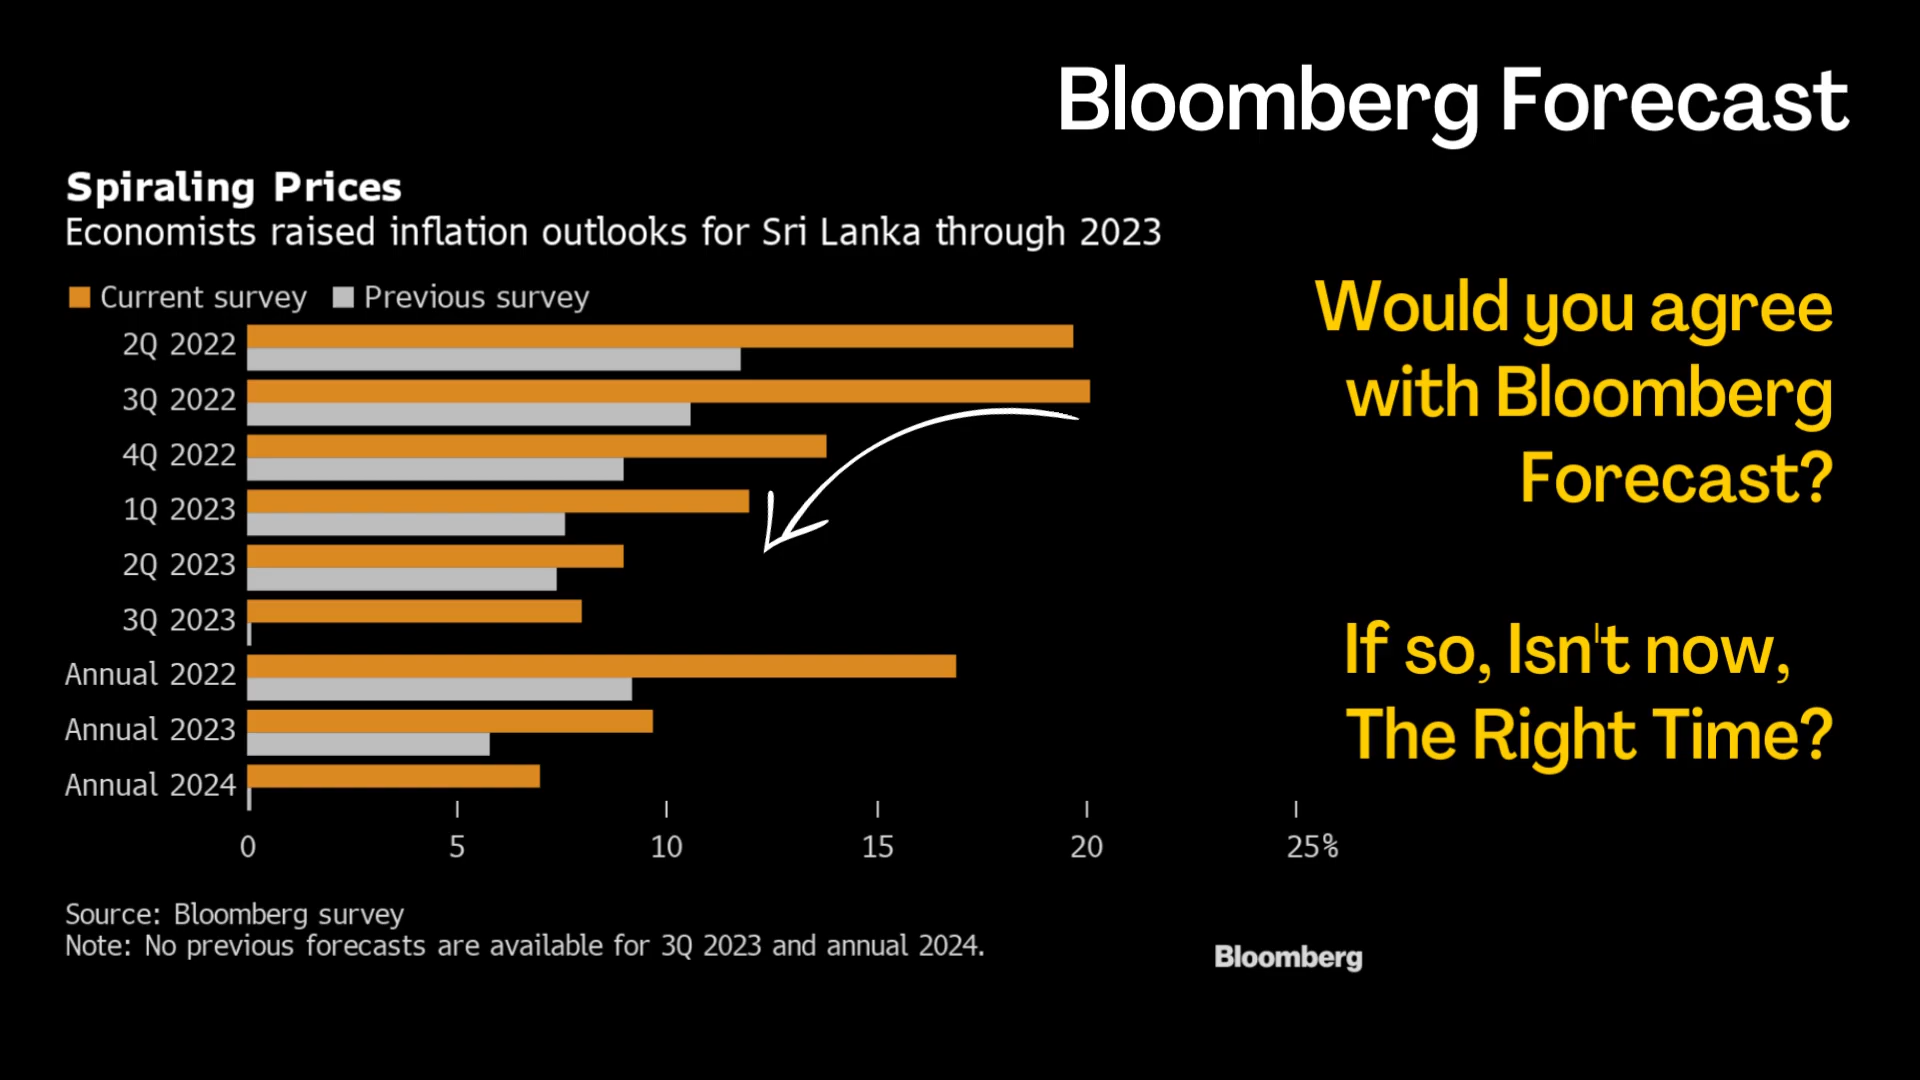 Bloomberg Forecast
Spiraling Prices
Economists raised inflation outlooks for Sri Lanka through 2023
Current survey Previous survey
2Q 2022
3Q 2022
4Q 2022
1Q 2023
2Q 2023
3Q 2023
Annual 2022
Annual 2023
Annual 2024
0 5 10 15 20 25%
Source: Bloomberg survey
Note: No previous forecasts are available for 3Q 2023 and annual 2024.
Bloomberg
Would you agree
with Bloomberg
Forecast?
If so, Isn't now,
The Right Time?